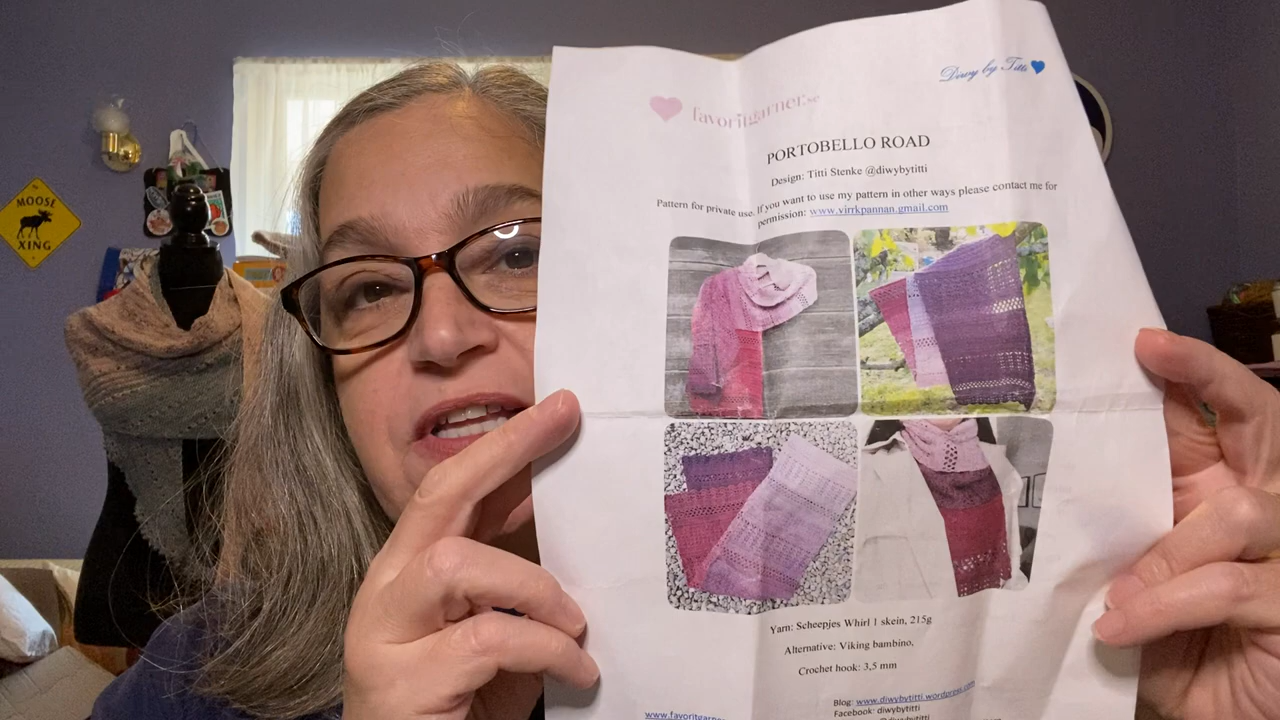 MOOSE
XING
Diwy by Titti
favoritgarner.se
PORTOBELLO ROAD
Design: Titti Stenke @diwybytitti
Pattern for private use. If you want to use my pattern in other ways please contact me for
permission: www.virrkpannan.gmail.com
Yarn: Scheepjes Whirl 1 skein, 215g
Alternative: Viking bambino,
Crochet hook: 3,5 mm
Blog: www.diwybytitti.wordpress.com
Facebook: diwybytitti
www.favoritgarner